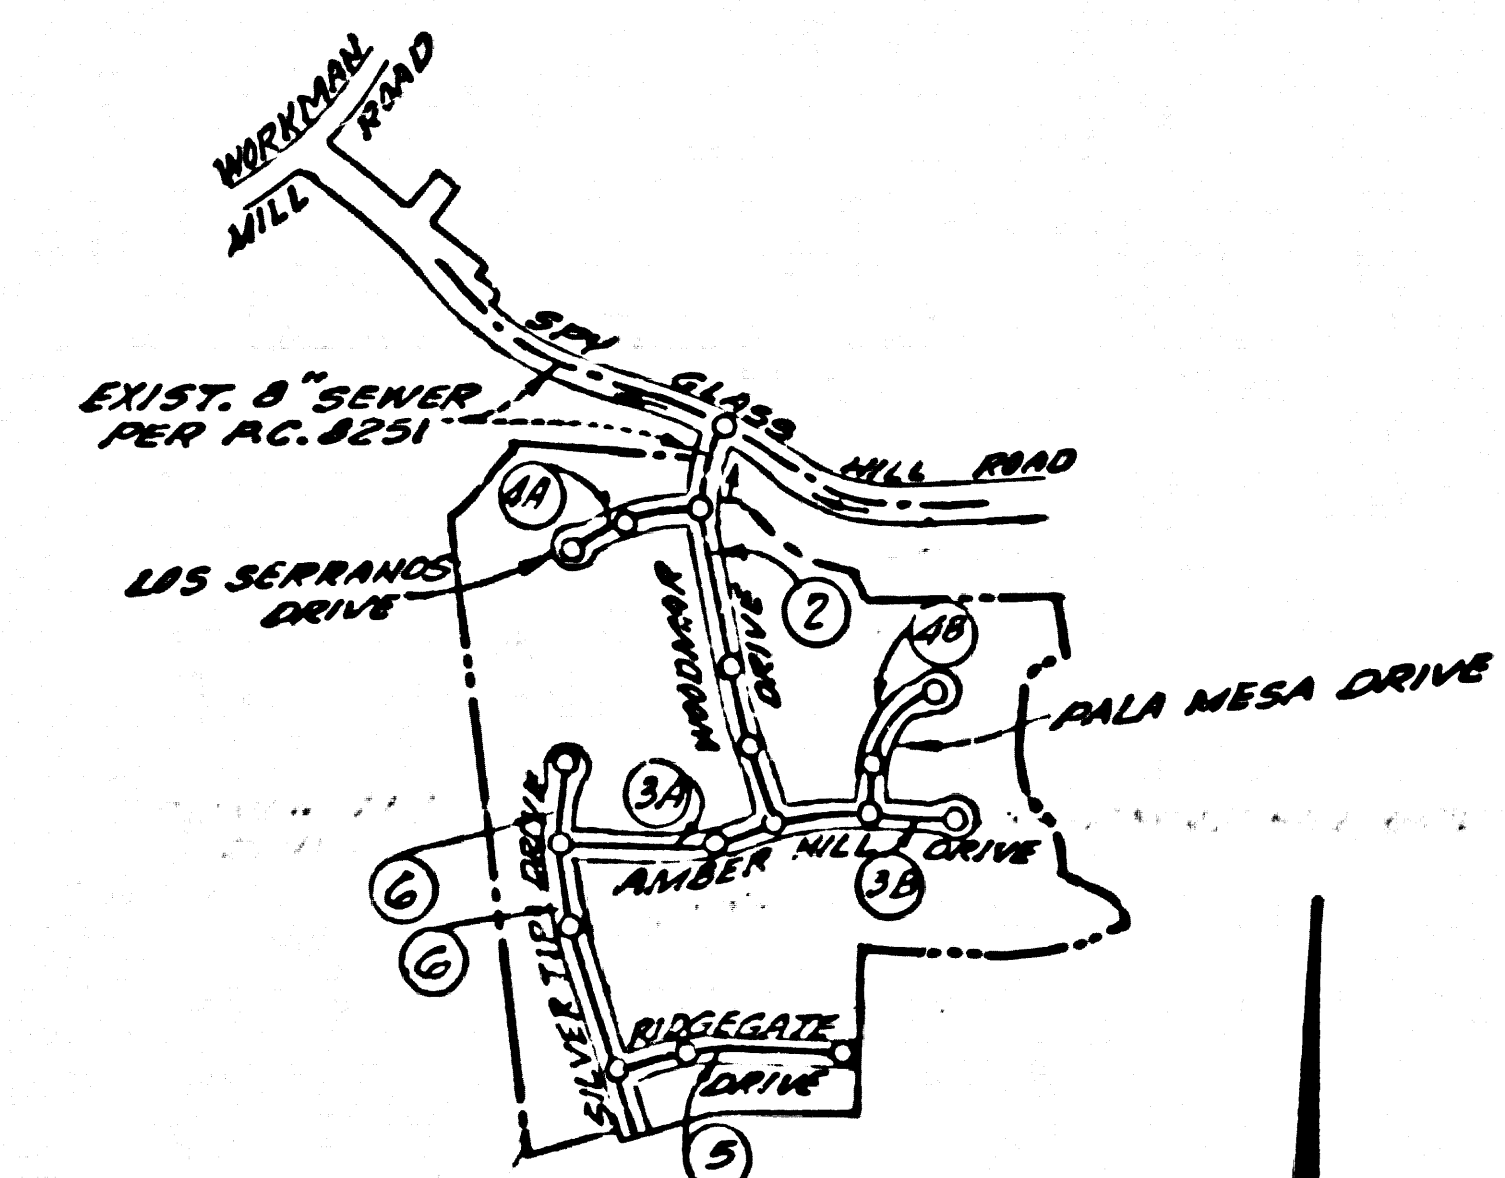 WORKMAN
MILL ROAD
SPY GLASS HILL ROAD
EXIST. 8" SEWER
PER P.C. 8251
4A
LOS SERRANOS
DRIVE
WOODMAR DRIVE
2
4B
PALA MESA DRIVE
3A
AMBER HILL DRIVE
3B
6
6
SILVER TIP DRIVE
RIDGEGATE
DRIVE
5